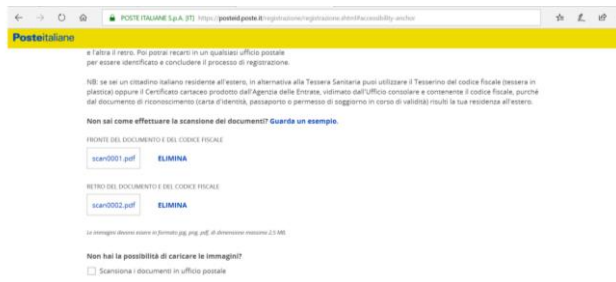 POSTE ITALIANE S.p.A. [IT] https://posteid.poste.it/registrazione/registrazione.shtml#accessibility-anchor
Posteitaliane
e l'altra il retro. Poi potrai recarti in un qualsiasi ufficio postale
per essere identificato e concludere il processo di registrazione.
NB: se sei un cittadino italiano residente all'estero, in alternativa alla Tessera Sanitaria puoi utilizzare il Tesserino del codice fiscale (tessera in
plastica) oppure il Certificato cartaceo prodotto dall'Agenzia delle Entrate, vidimato dall'Ufficio consolare e contenente il codice fiscale, purché
dal documento di riconoscimento (carta d'identità, passaporto o permesso di soggiorno in corso di validità) risulti la tua residenza all'estero.
Non sai come effettuare la scansione dei documenti? Guarda un esempio.
FRONTE DEL DOCUMENTO E DEL CODICE FISCALE
scan0001.pdf ELIMINA
RETRO DEL DOCUMENTO E DEL CODICE FISCALE
scan0002.pdf ELIMINA
Le immagini devono essere in formato jpg, png, pdf, di dimensione massima 2,5 MB.
Non hai la possibilità di caricare le immagini?
Scansiona i documenti in ufficio postale